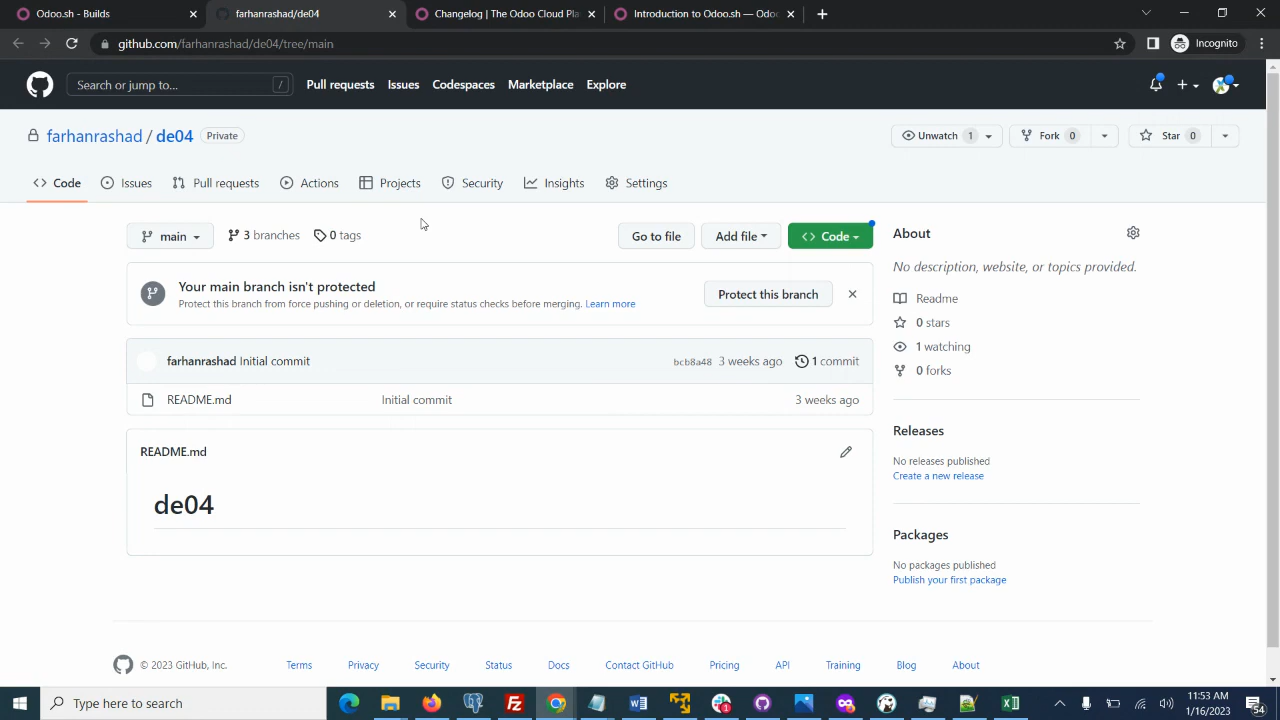 Odoo.sh - Builds
farhanrashad/de04
Changelog | The Odoo Cloud Pla
Introduction to Odoo.sh — Odoo
github.com/farhanrashad/de04/tree/main
Incognito
Search or jump to...
/
Pull requests
Issues
Codespaces
Marketplace
Explore
farhanrashad / de04
Private
Unwatch 1
Fork 0
Star 0
Code
Issues
Pull requests
Actions
Projects
Security
Insights
Settings
main
3 branches
0 tags
Go to file
Add file
Code
About
Your main branch isn't protected
Protect this branch from force pushing or deletion, or require status checks before merging. Learn more
Protect this branch
No description, website, or topics provided.
Readme
0 stars
1 watching
0 forks
farhanrashad Initial commit
bcb8a48 3 weeks ago
1 commit
README.md
Initial commit
3 weeks ago
README.md
de04
Releases
No releases published
Create a new release
Packages
No packages published
Publish your first package
© 2023 GitHub, Inc.
Terms
Privacy
Security
Status
Docs
Contact GitHub
Pricing
API
Training
Blog
About
Type here to search
11:53 AM
1/16/2023